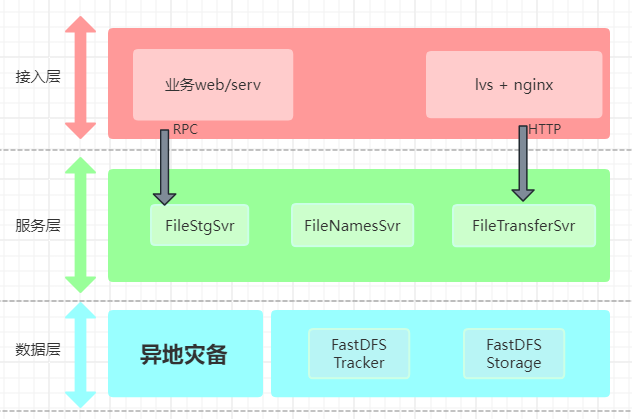 接入层
业务web/serv
lvs + nginx
RPC
HTTP
服务层
FileStgSvr
FileNamesSvr
FileTransferSvr
数据层
异地灾备
FastDFS
Tracker
FastDFS
Storage